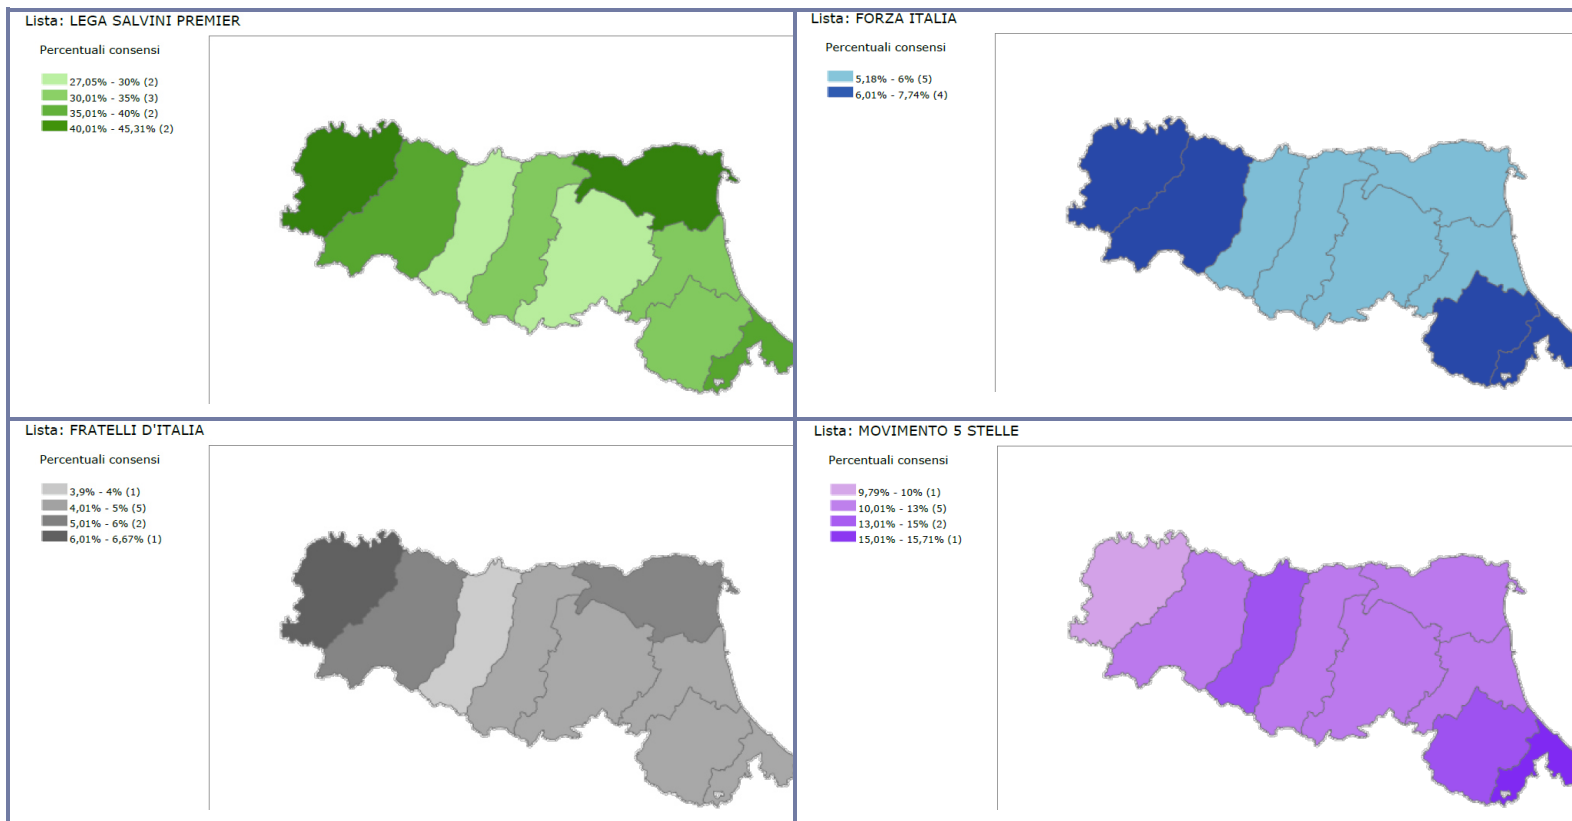 Lista: LEGA SALVINI PREMIER
Percentuali consensi
27,05% - 30% (2)
30,01% - 35% (3)
35,01% - 40% (2)
40,01% - 45,31% (2)
Lista: FORZA ITALIA
Percentuali consensi
5,18% - 6% (5)
6,01% - 7,74% (4)
Lista: FRATELLI D'ITALIA
Percentuali consensi
3,9% - 4% (1)
4,01% - 5% (5)
5,01% - 6% (2)
6,01% - 6,67% (1)
Lista: MOVIMENTO 5 STELLE
Percentuali consensi
9,79% - 10% (1)
10,01% - 13% (5)
13,01% - 15% (2)
15,01% - 15,71% (1)